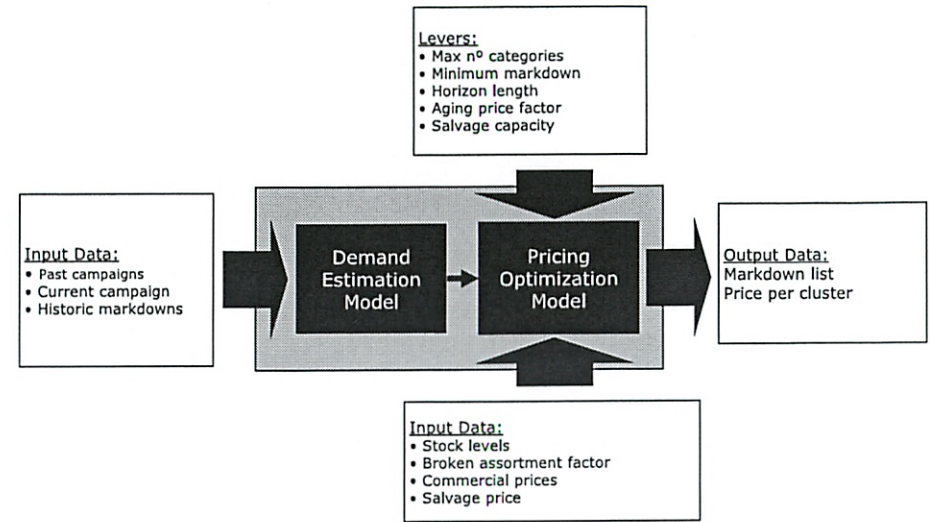 Levers:
• Max nº categories
• Minimum markdown
• Horizon length
• Aging price factor
• Salvage capacity
Input Data:
• Past campaigns
• Current campaign
• Historic markdowns
Demand
Estimation
Model
Pricing
Optimization
Model
Output Data:
Markdown list
Price per cluster
Input Data:
• Stock levels
• Broken assortment factor
• Commercial prices
• Salvage price